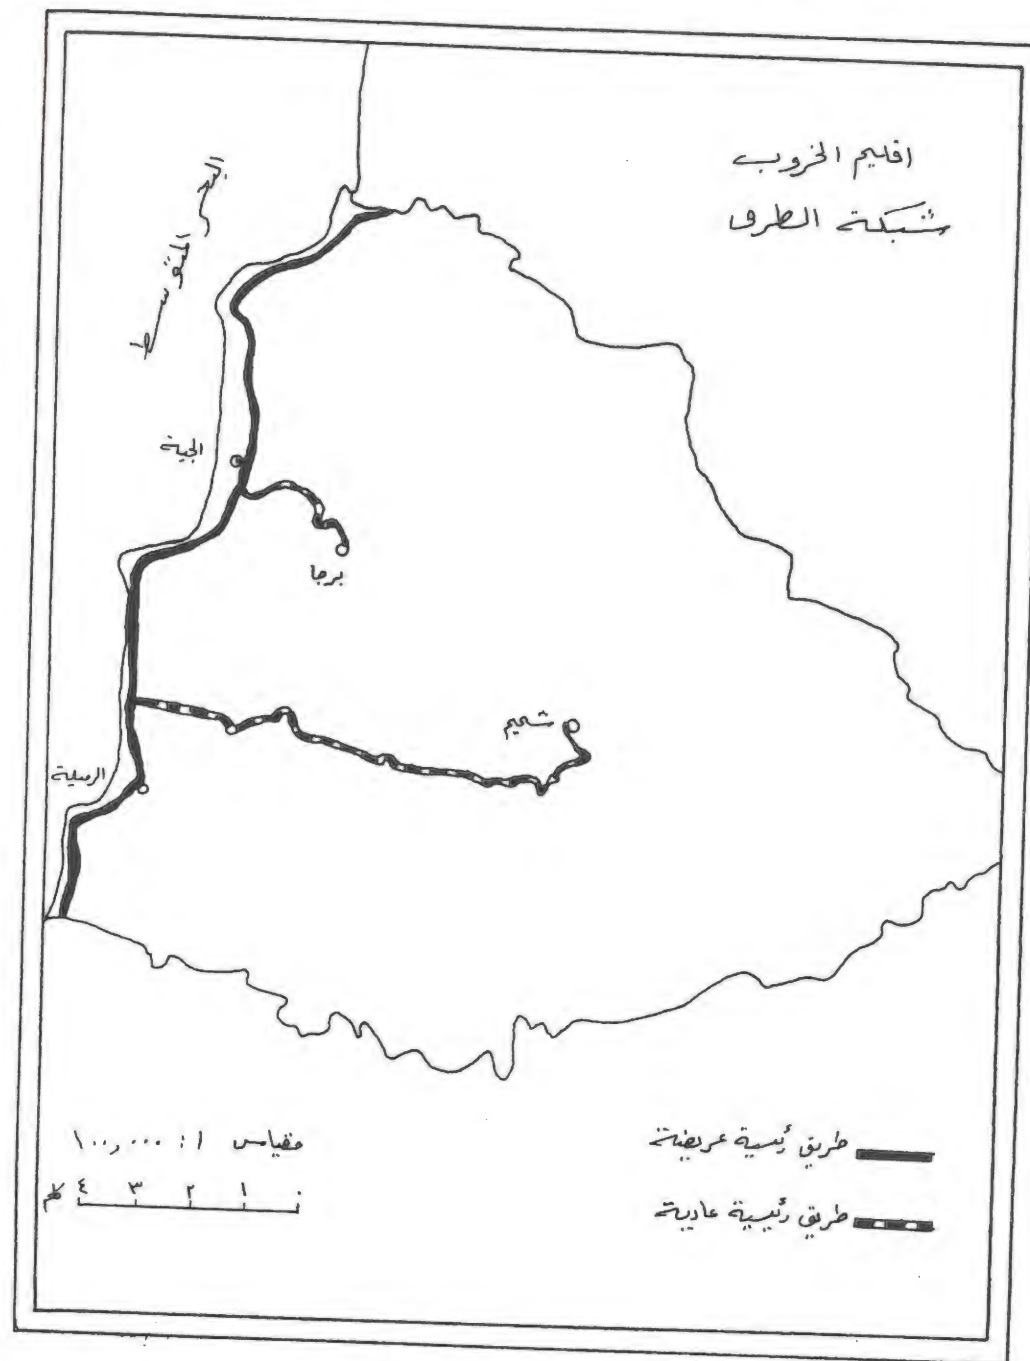 اقليم الخروب
شبكة الطرق
البحر المتوسط
الجية
برجا
شحيم
الرميلة
مقياس ١ : ١٠٠,٠٠٠
كلم ٤ ٣ ٢ ١ ٠
طريق رئيسية عريضة
طريق رئيسية عادية